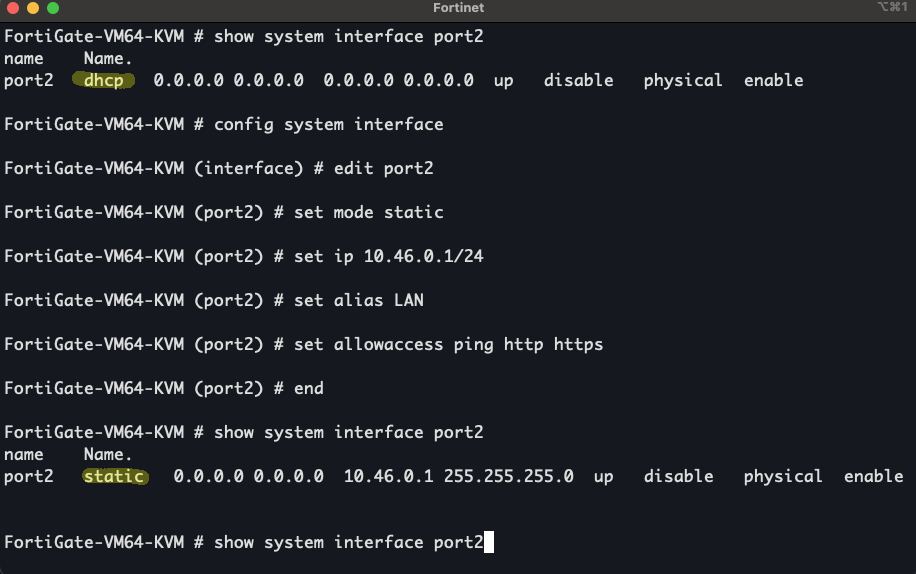 Fortinet
⌥⌘1
FortiGate-VM64-KVM # show system interface port2
name    Name.
port2   dhcp   0.0.0.0 0.0.0.0  0.0.0.0 0.0.0.0  up   disable   physical  enable
FortiGate-VM64-KVM # config system interface
FortiGate-VM64-KVM (interface) # edit port2
FortiGate-VM64-KVM (port2) # set mode static
FortiGate-VM64-KVM (port2) # set ip 10.46.0.1/24
FortiGate-VM64-KVM (port2) # set alias LAN
FortiGate-VM64-KVM (port2) # set allowaccess ping http https
FortiGate-VM64-KVM (port2) # end
FortiGate-VM64-KVM # show system interface port2
name    Name.
port2   static   0.0.0.0 0.0.0.0  10.46.0.1 255.255.255.0  up   disable   physical  enable
FortiGate-VM64-KVM # show system interface port2